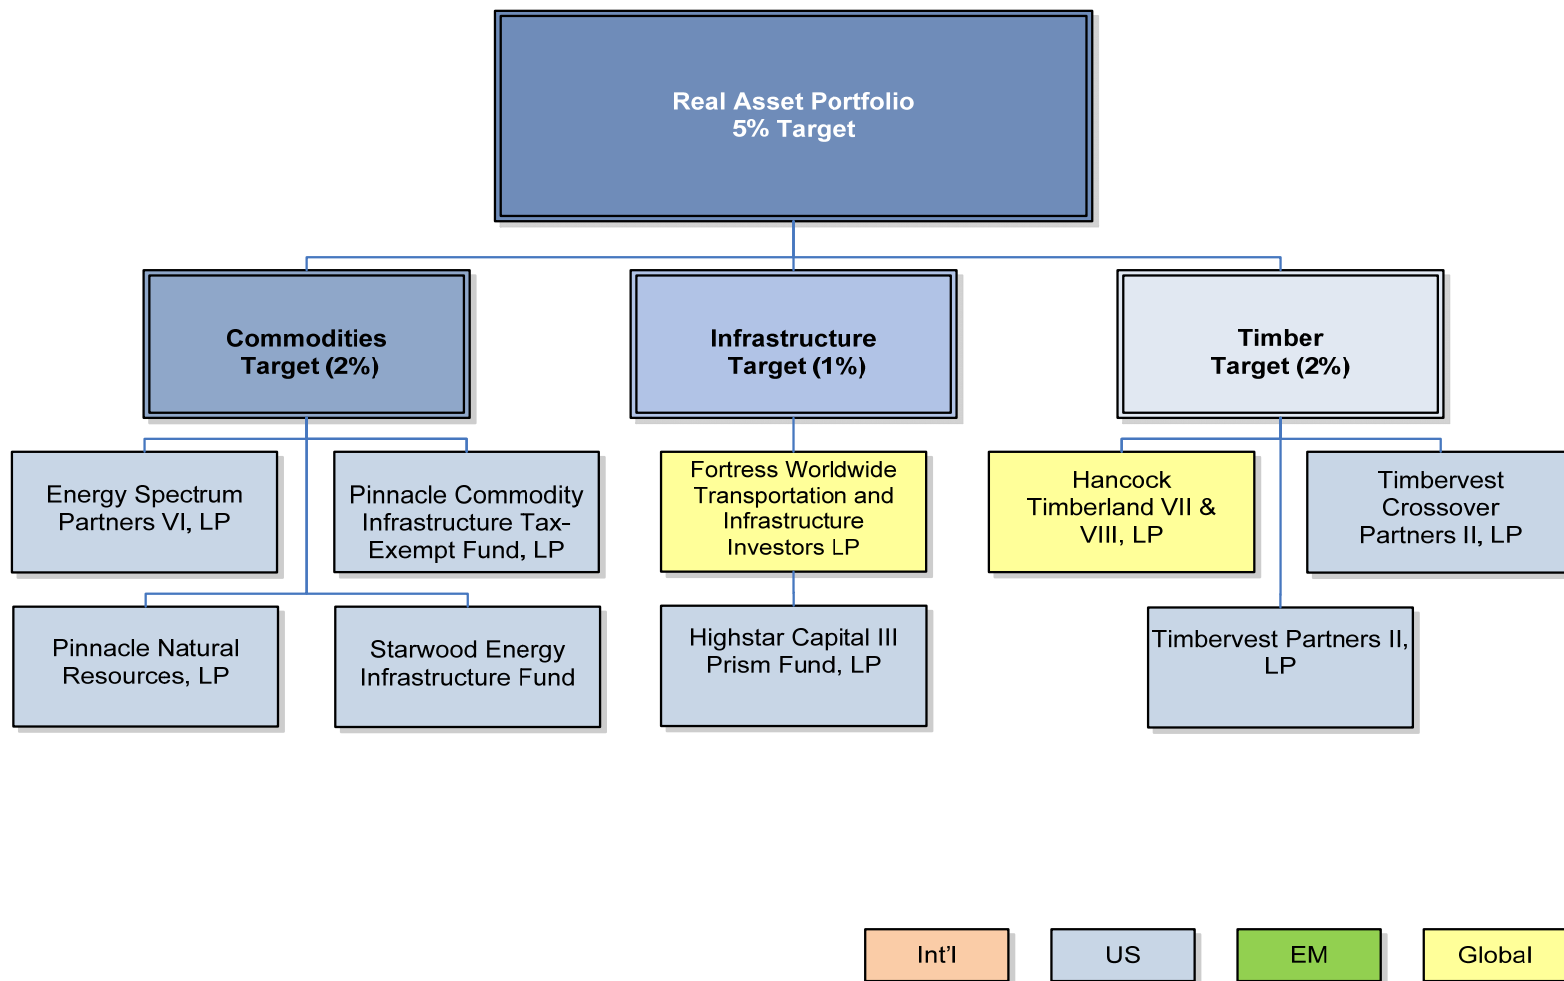 Real Asset Portfolio
5% Target
Commodities
Target (2%)
Infrastructure
Target (1%)
Timber
Target (2%)
Energy Spectrum
Partners VI, LP
Pinnacle Commodity
Infrastructure Tax-
Exempt Fund, LP
Fortress Worldwide
Transportation and
Infrastructure
Investors LP
Hancock
Timberland VII &
VIII, LP
Timbervest
Crossover
Partners II, LP
Pinnacle Natural
Resources, LP
Starwood Energy
Infrastructure Fund
Highstar Capital III
Prism Fund, LP
Timbervest Partners II,
LP
Int'l
US
EM
Global